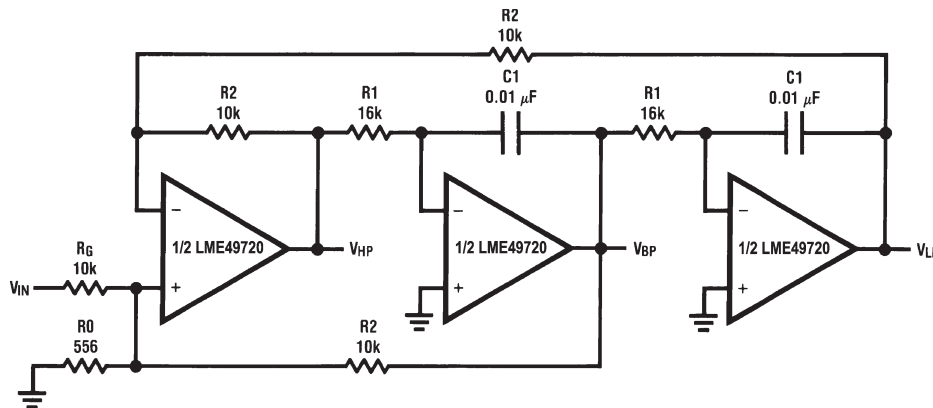 R2
10k
C1
0.01 μF
C1
0.01 μF
R2
10k
R1
16k
R1
16k
−
1/2 LME49720
+
VHP
−
1/2 LME49720
+
VBP
−
1/2 LME49720
+
VL
RG
10k
VIN
R0
556
R2
10k